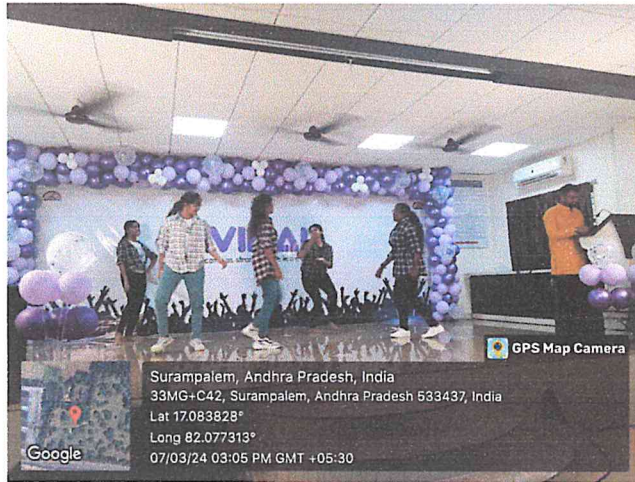 GPS Map Camera
Surampalem, Andhra Pradesh, India
33MG+C42, Surampalem, Andhra Pradesh 533437, India
Lat 17.083828°
Long 82.077313°
07/03/24 03:05 PM GMT +05:30
Google